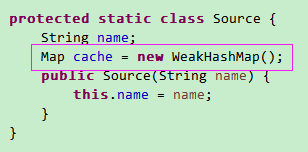 protected static class Source {
String name;
Map cache = new WeakHashMap();
public Source(String name) {
this.name = name;
}
}